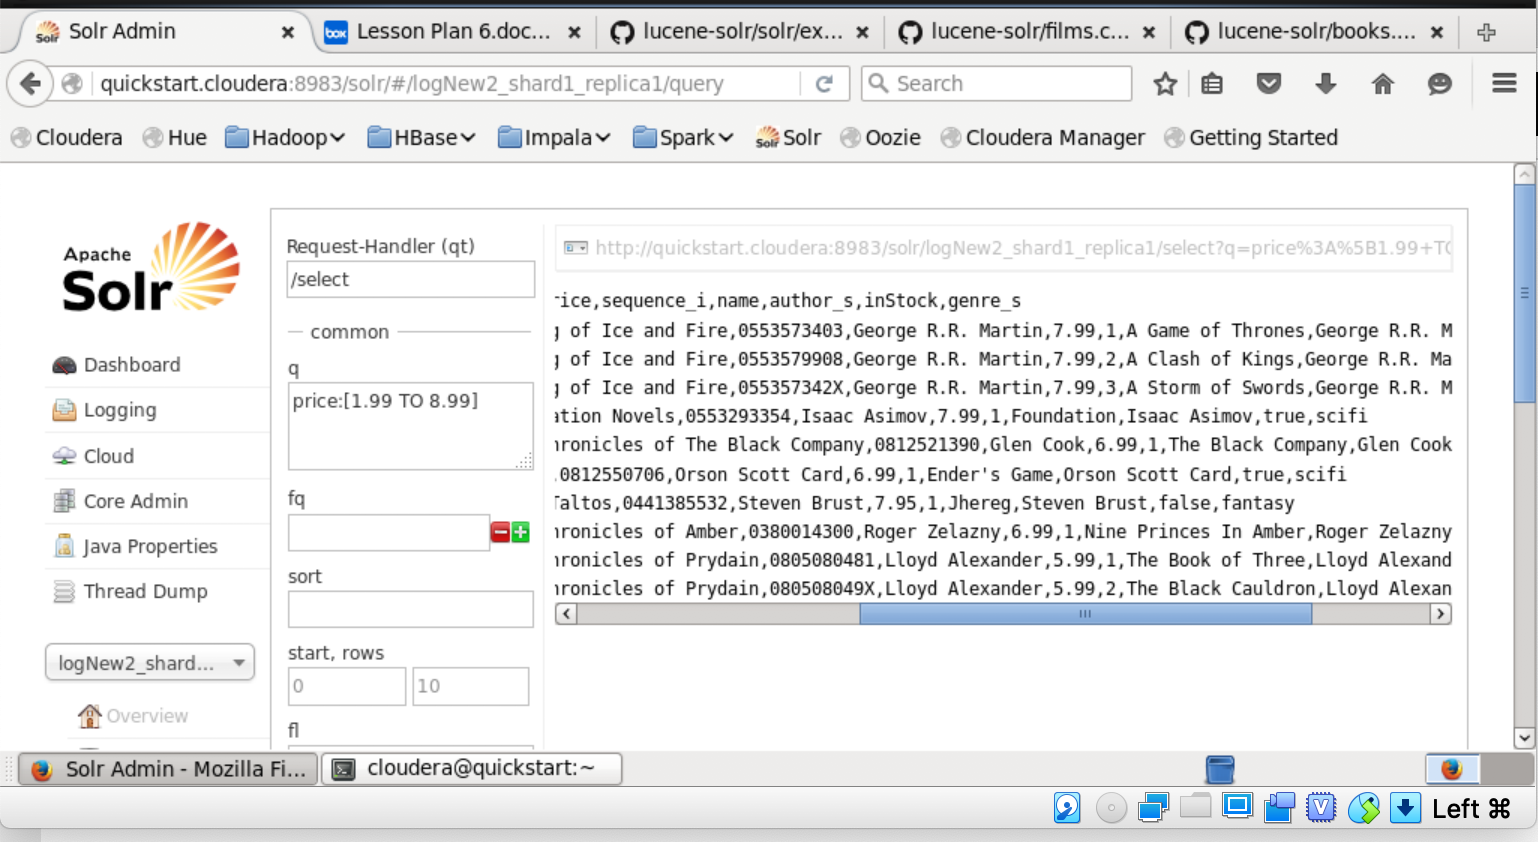 Solr Admin
Lesson Plan 6.doc...
lucene-solr/solr/ex...
lucene-solr/films.c...
lucene-solr/books....
quickstart.cloudera:8983/solr/#/logNew2_shard1_replica1/query
Search
Cloudera
Hue
Hadoop
HBase
Impala
Spark
Solr
Oozie
Cloudera Manager
Getting Started
Apache
Solr
Dashboard
Logging
Cloud
Core Admin
Java Properties
Thread Dump
logNew2_shard...
Overview
Request-Handler (qt)
/select
common
q
price:[1.99 TO 8.99]
fq
sort
start, rows
0
10
fl
http://quickstart.cloudera:8983/solr/logNew2_shard1_replica1/select?q=price%3A%5B1.99+TO
rice,sequence_i,name,author_s,inStock,genre_s
g of Ice and Fire,0553573403,George R.R. Martin,7.99,1,A Game of Thrones,George R.R. M
g of Ice and Fire,0553579908,George R.R. Martin,7.99,2,A Clash of Kings,George R.R. Ma
g of Ice and Fire,055357342X,George R.R. Martin,7.99,3,A Storm of Swords,George R.R. M
ation Novels,0553293354,Isaac Asimov,7.99,1,Foundation,Isaac Asimov,true,scifi
hronicles of The Black Company,0812521390,Glen Cook,6.99,1,The Black Company,Glen Cook
,0812550706,Orson Scott Card,6.99,1,Ender's Game,Orson Scott Card,true,scifi
Taltos,0441385532,Steven Brust,7.95,1,Jhereg,Steven Brust,false,fantasy
hronicles of Amber,0380014300,Roger Zelazny,6.99,1,Nine Princes In Amber,Roger Zelazny
hronicles of Prydain,0805080481,Lloyd Alexander,5.99,1,The Book of Three,Lloyd Alexand
hronicles of Prydain,080508049X,Lloyd Alexander,5.99,2,The Black Cauldron,Lloyd Alexan
Solr Admin - Mozilla Fi...
cloudera@quickstart:~
Left ⌘